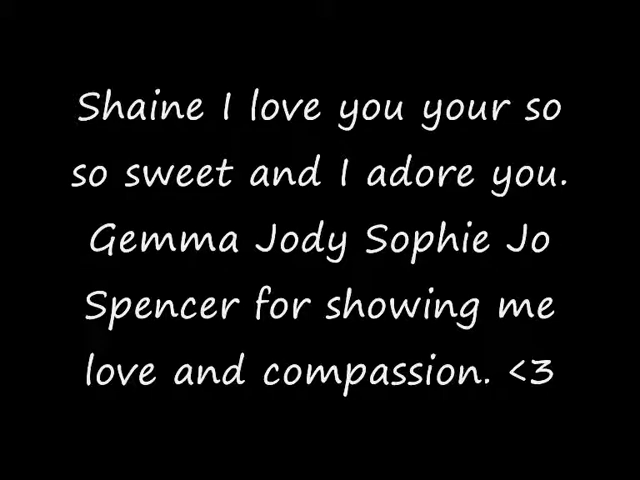 Shaine I love you your so
so sweet and I adore you.
Gemma Jody Sophie Jo
Spencer for showing me
love and compassion. <3